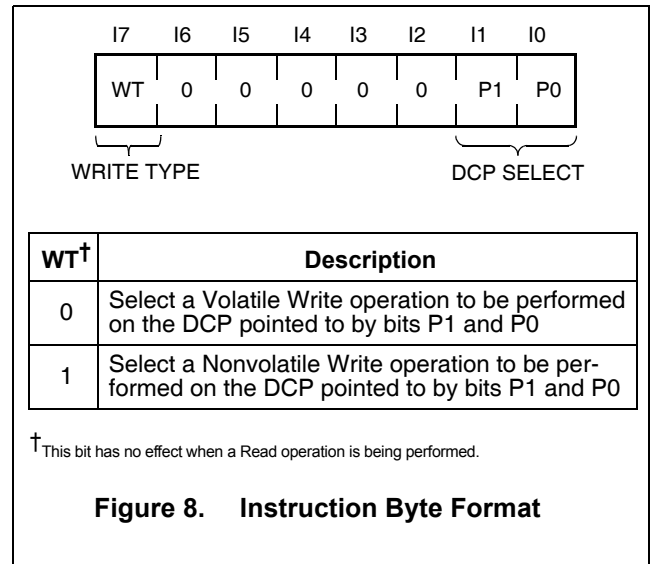 I7 I6 I5 I4 I3 I2 I1 I0
WT 0 0 0 0 0 P1 P0
WRITE TYPE DCP SELECT
WT† Description
0 Select a Volatile Write operation to be performed
on the DCP pointed to by bits P1 and P0
1 Select a Nonvolatile Write operation to be per-
formed on the DCP pointed to by bits P1 and P0
†This bit has no effect when a Read operation is being performed.
Figure 8. Instruction Byte Format